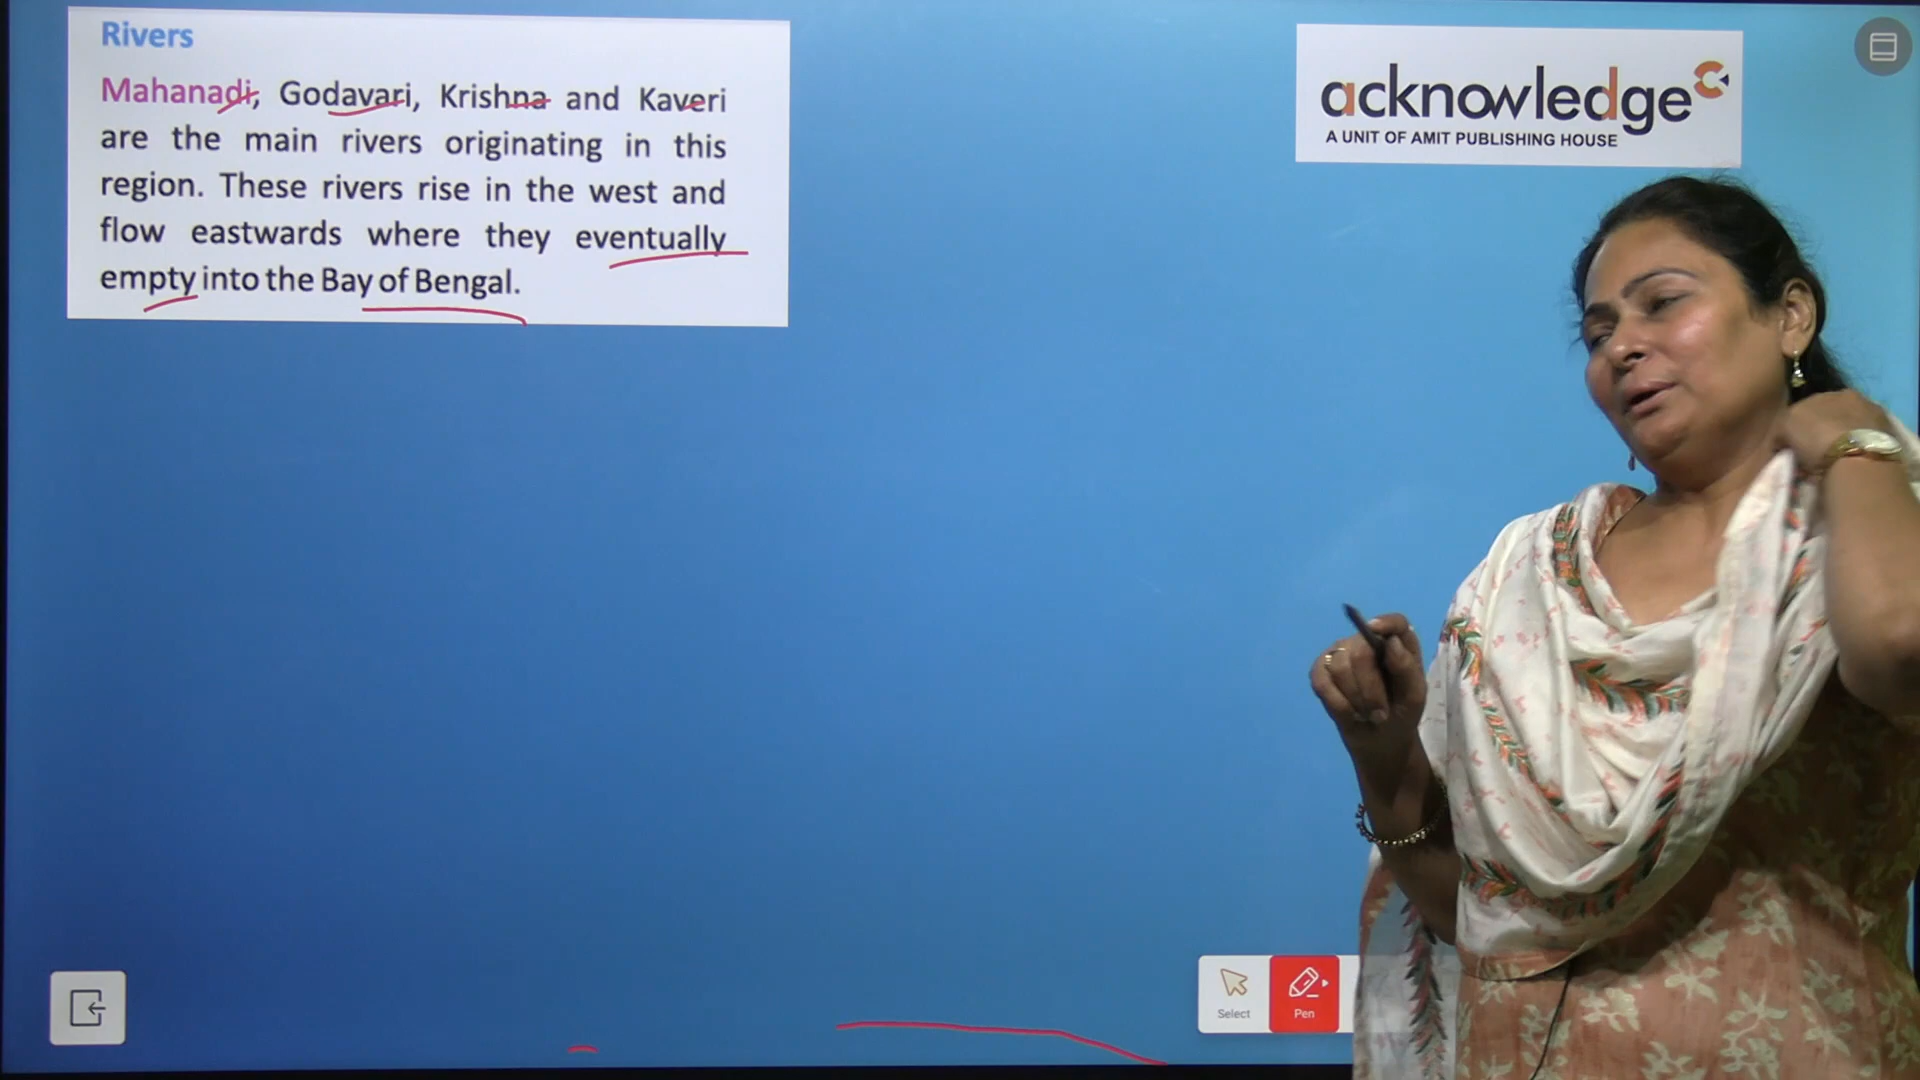 Rivers
Mahanadi, Godavari, Krishna and Kaveri
are the main rivers originating in this
region. These rivers rise in the west and
flow eastwards where they eventually
empty into the Bay of Bengal.
acknowledge
A UNIT OF AMIT PUBLISHING HOUSE
Select
Pen